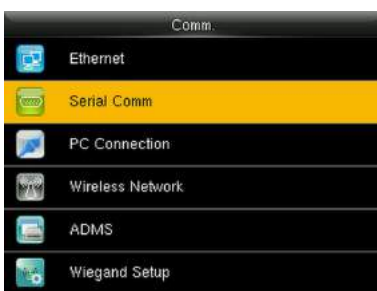 Comm.
Ethernet
Serial Comm
PC Connection
Wireless Network
ADMS
Wiegand Setup